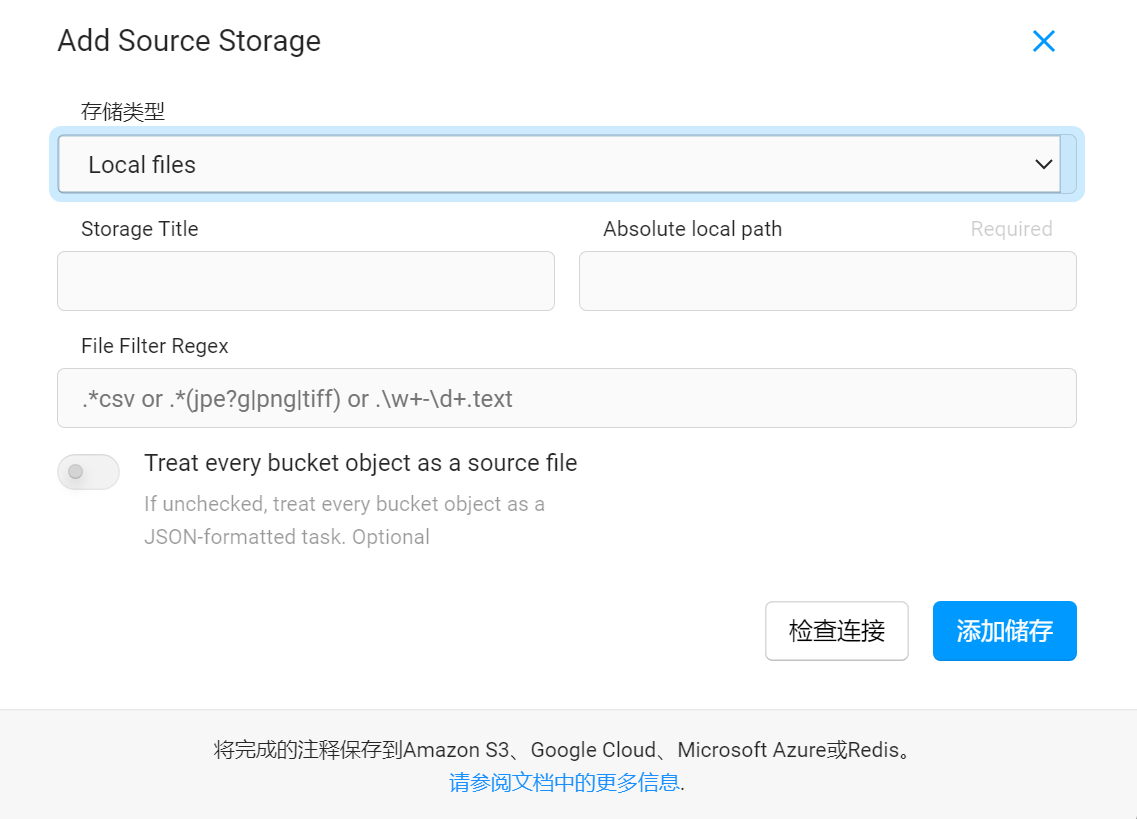 Add Source Storage
存储类型
Local files
Storage Title
Absolute local path
Required
File Filter Regex
.*csv or .*(jpe?g|png|tiff) or .\w+-\d+.text
Treat every bucket object as a source file
If unchecked, treat every bucket object as a
JSON-formatted task. Optional
检查连接
添加储存
将完成的注释保存到Amazon S3、Google Cloud、Microsoft Azure或Redis。
请参阅文档中的更多信息.